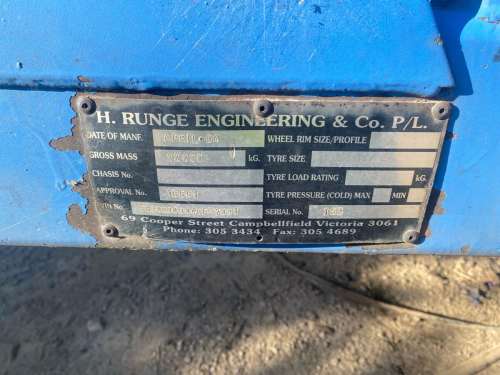 H. RUNGE ENGINEERING & Co. P/L.
DATE OF MANF. WHEEL RIM SIZE/PROFILE
GROSS MASS KG. TYRE SIZE
CHASIS No. TYRE LOAD RATING KG.
APPROVAL No. TYRE PRESSURE (COLD) MAX MIN
VIN No. SERIAL No.
69 Cooper Street Campbellfield Victoria 3061
Phone: 305 3434 Fax: 305 4689